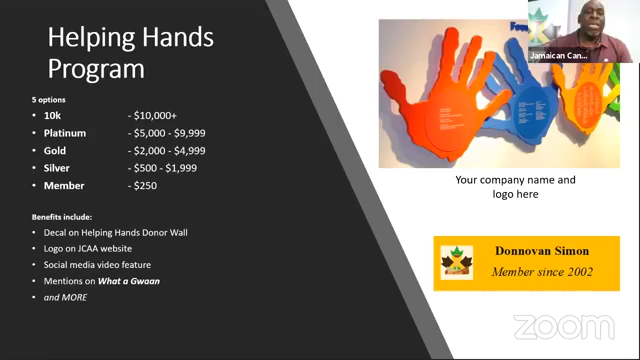 Helping Hands
Program
5 options
• 10k - $10,000+
• Platinum - $5,000 - $9,999
• Gold - $2,000 - $4,999
• Silver - $500 - $1,999
• Member - $250
Benefits include:
• Decal on Helping Hands Donor Wall
• Logo on JCAA website
• Social media video feature
• Mentions on What a Gwaan
• and MORE
Jamaican Can...
Your company name and
logo here
Donnovan Simon
Member since 2002
zoom